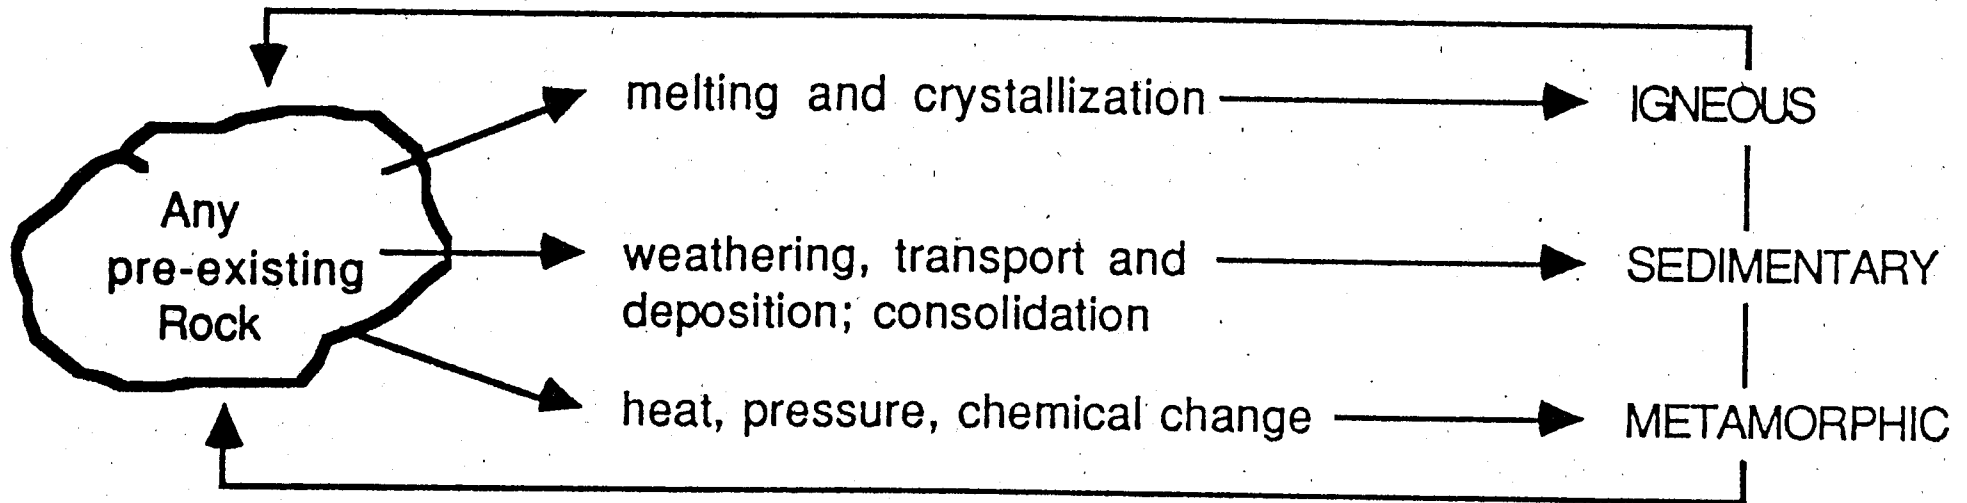 melting and crystallization
IGNEOUS
Any
pre-existing
Rock
weathering, transport and
deposition; consolidation
SEDIMENTARY
heat, pressure, chemical change
METAMORPHIC